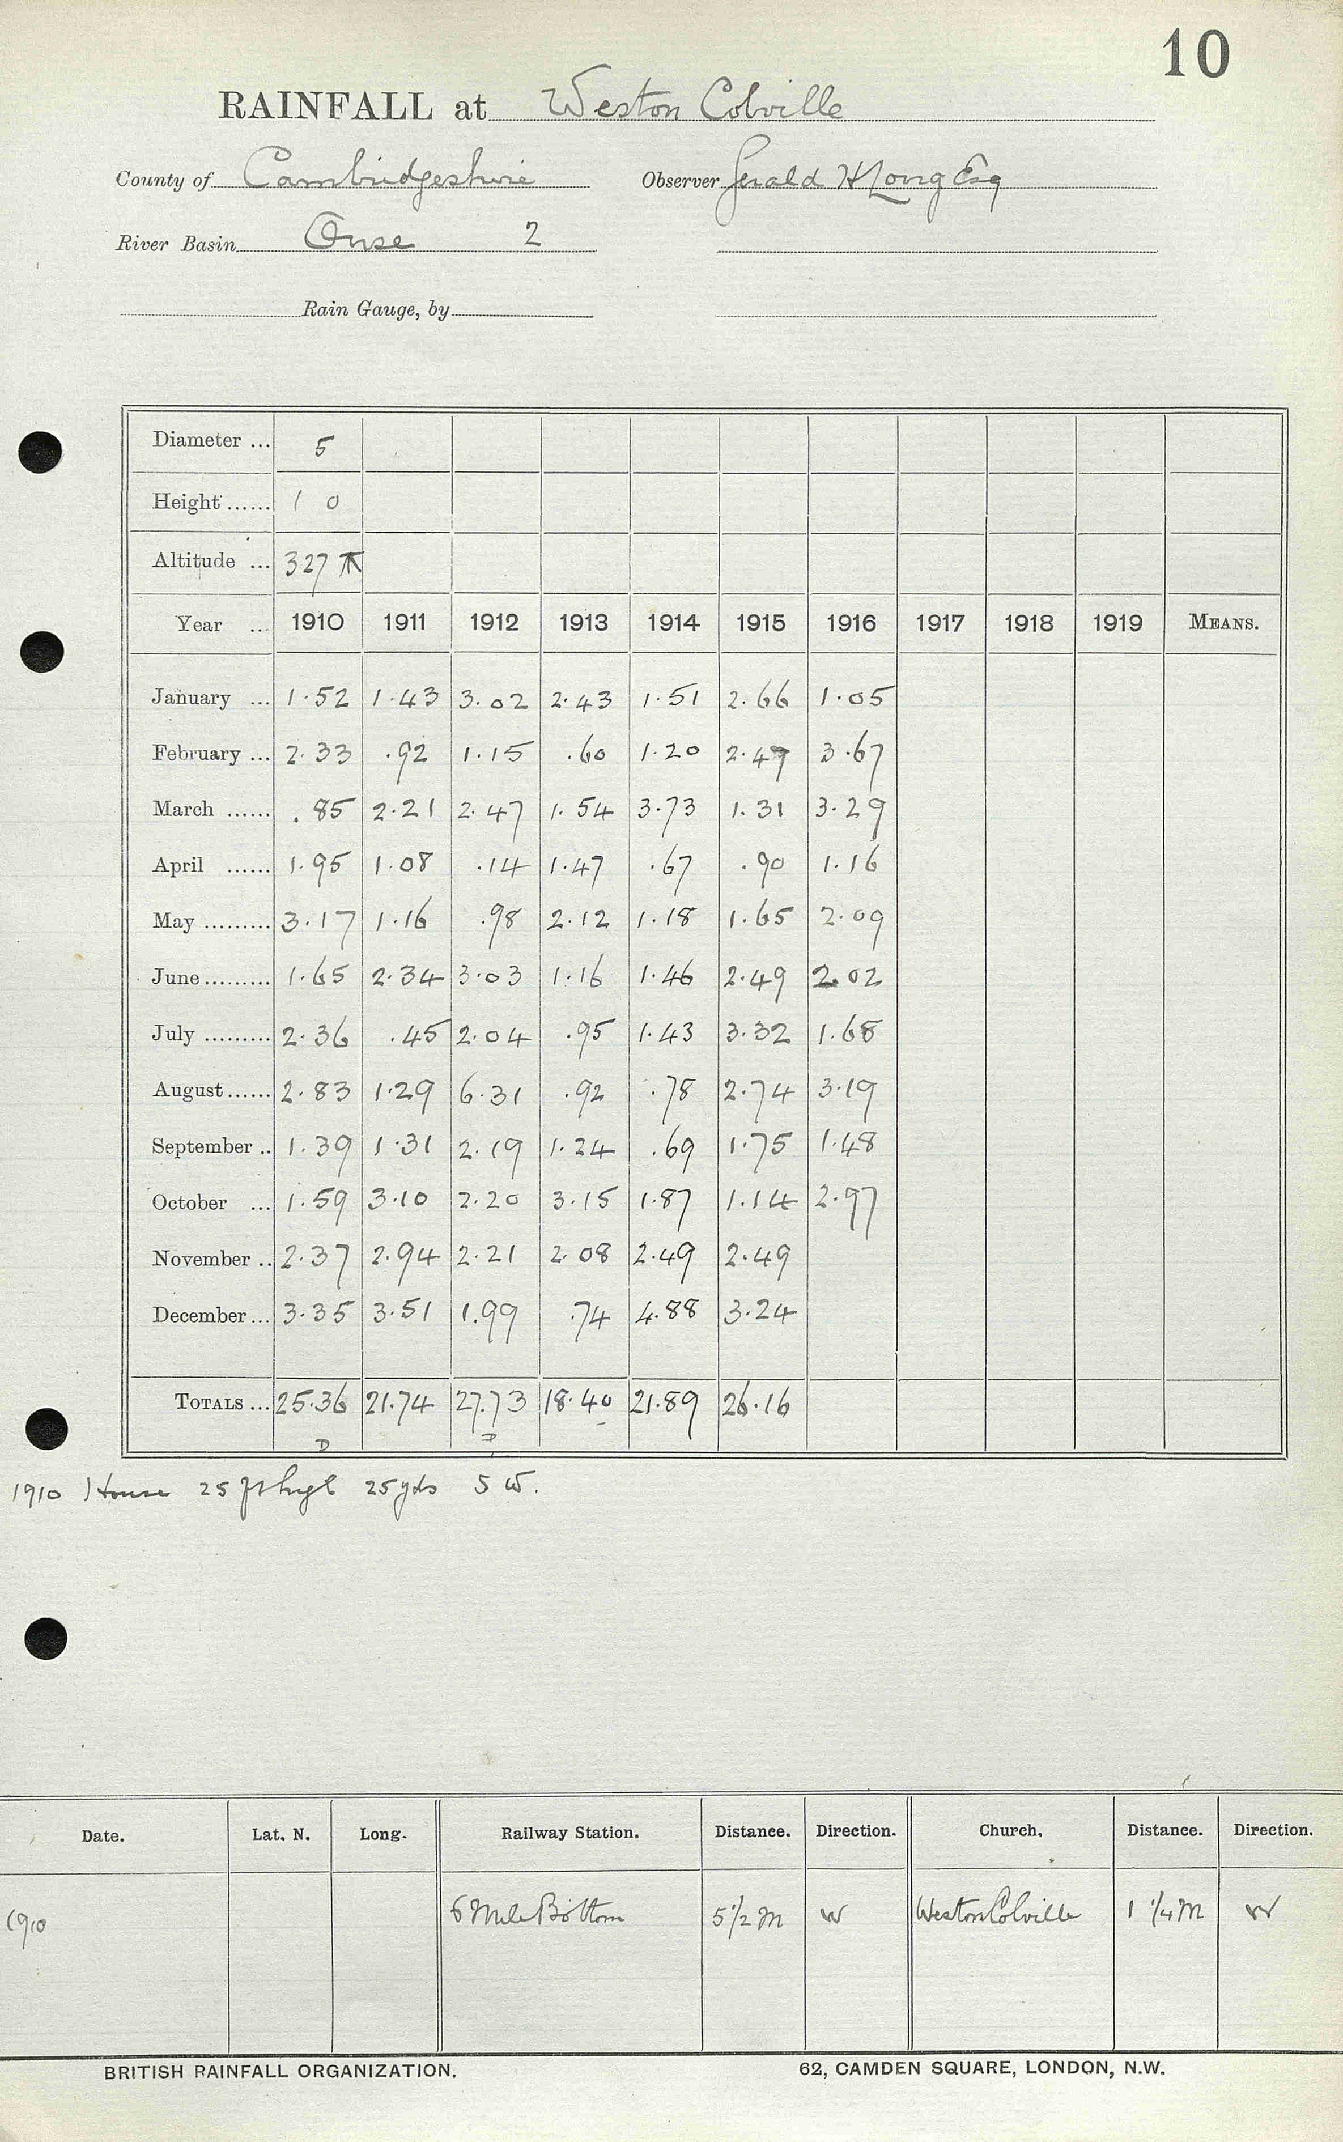 10
RAINFALL at Weston Colville
County of Cambridgeshire Observer Gerald H Long Esq
River Basin Ouse 2
Rain Gauge, by
Diameter ... 5
Height ...... 1 0
Altitude ... 327
Year ... 1910 1911 1912 1913 1914 1915 1916 1917 1918 1919 MEANS.
January ... 1.52 1.43 3.02 2.43 1.51 2.66 1.05
February ... 2.33 .92 1.15 .60 1.20 2.47 3.67
March ...... .85 2.21 2.47 1.54 3.73 1.31 3.29
April ...... 1.95 1.08 .14 1.47 .67 .90 1.16
May ......... 3.17 1.16 .98 2.12 1.18 1.65 2.09
June ......... 1.65 2.34 3.03 1.16 1.46 2.49 2.02
July ......... 2.36 .45 2.04 .95 1.43 3.32 1.68
August ...... 2.83 1.29 6.31 .92 .78 2.74 3.19
September .. 1.39 1.31 2.19 1.24 .69 1.75 1.48
October ... 1.59 3.10 2.20 3.15 1.87 1.14 2.97
November .. 2.37 2.94 2.21 2.08 2.49 2.49
December ... 3.35 3.51 1.99 .74 4.88 3.24
TOTALS ... 25.36 21.74 27.73 18.40 21.89 26.16
D D
1910 House 25 ft high 25 yds S W.
Date. Lat. N. Long. Railway Station. Distance. Direction. Church. Distance. Direction.
1910 6 Mile Bottom 5 1/2 M W Weston Colville 1 1/4 M W
BRITISH RAINFALL ORGANIZATION. 62, CAMDEN SQUARE, LONDON, N.W.